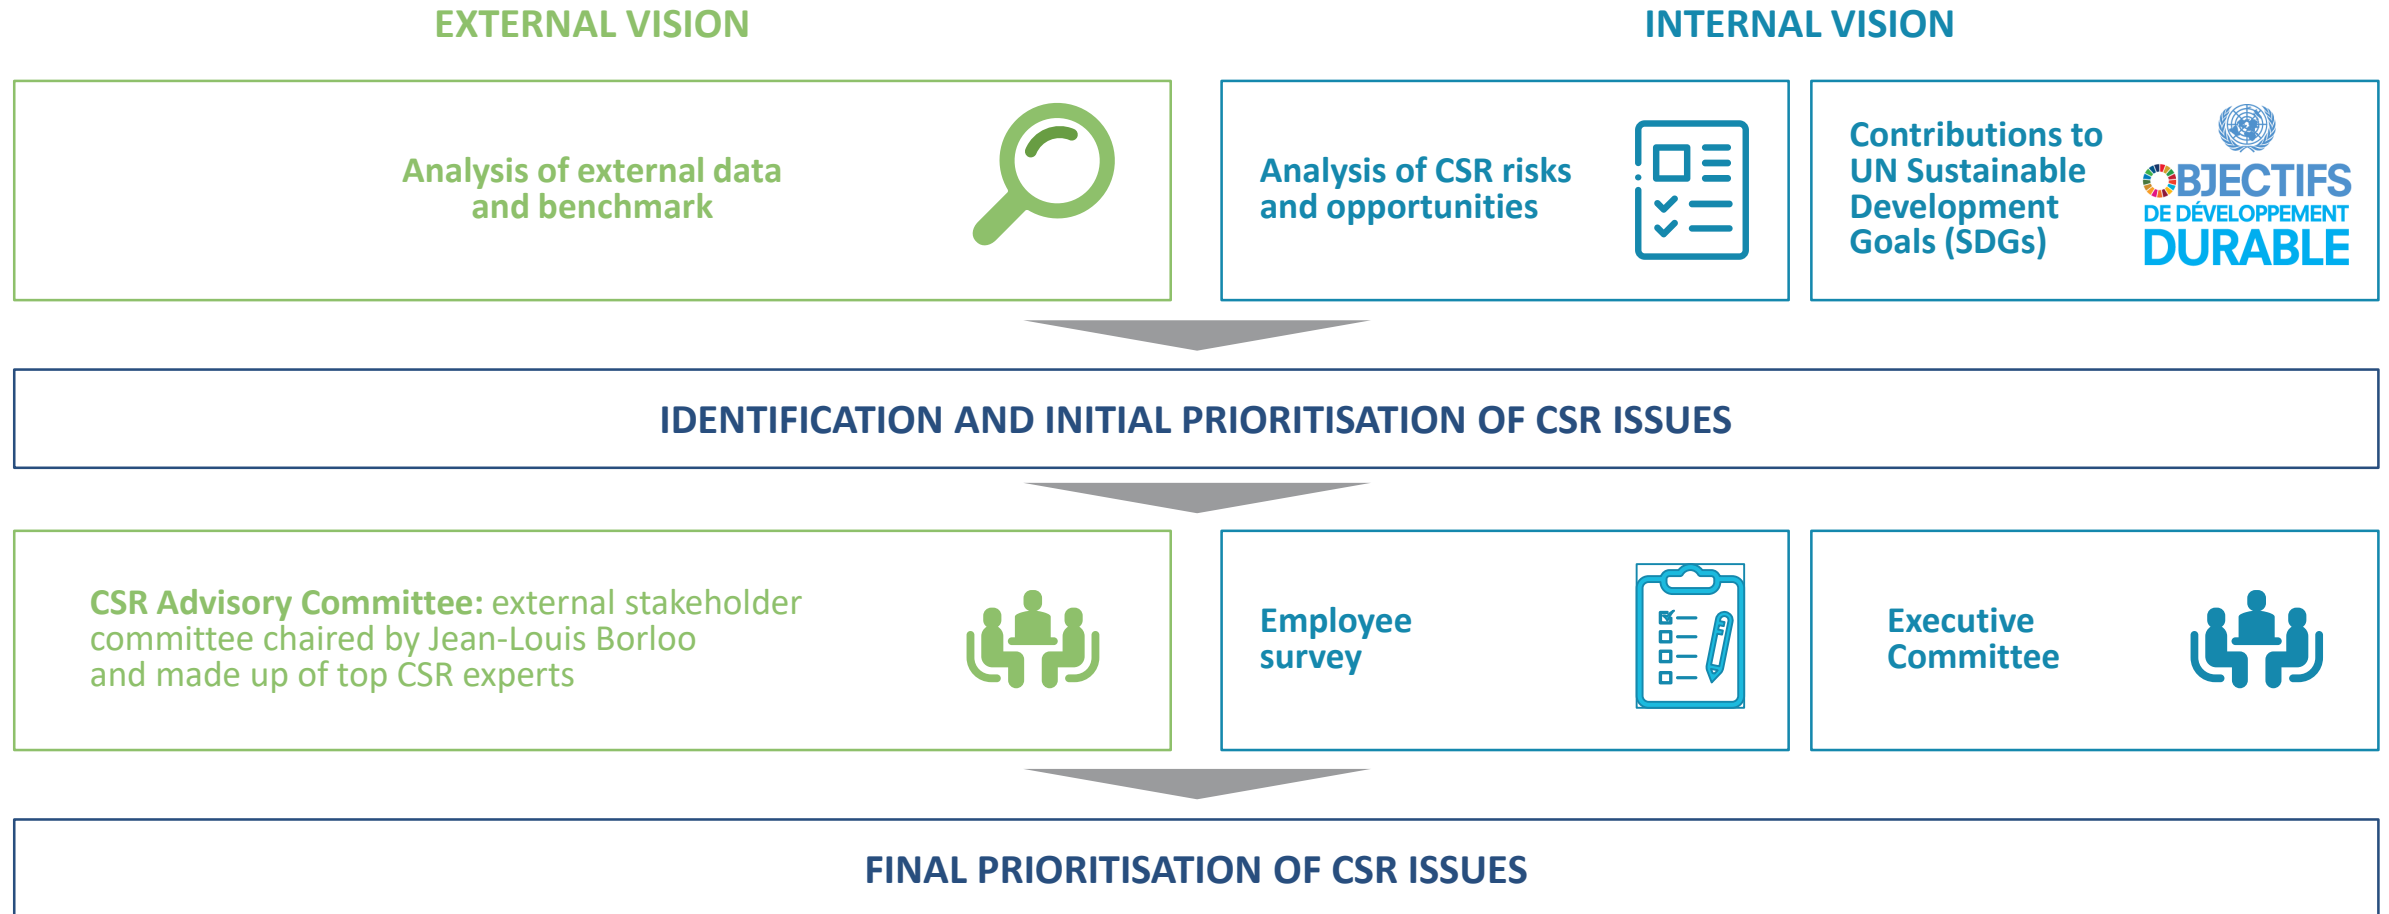 EXTERNAL VISION
INTERNAL VISION
Analysis of external data
and benchmark
Analysis of CSR risks
and opportunities
Contributions to
UN Sustainable
Development
Goals (SDGs)
OBJECTIFS
DE DÉVELOPPEMENT
DURABLE
IDENTIFICATION AND INITIAL PRIORITISATION OF CSR ISSUES
CSR Advisory Committee: external stakeholder
committee chaired by Jean-Louis Borloo
and made up of top CSR experts
Employee
survey
Executive
Committee
FINAL PRIORITISATION OF CSR ISSUES